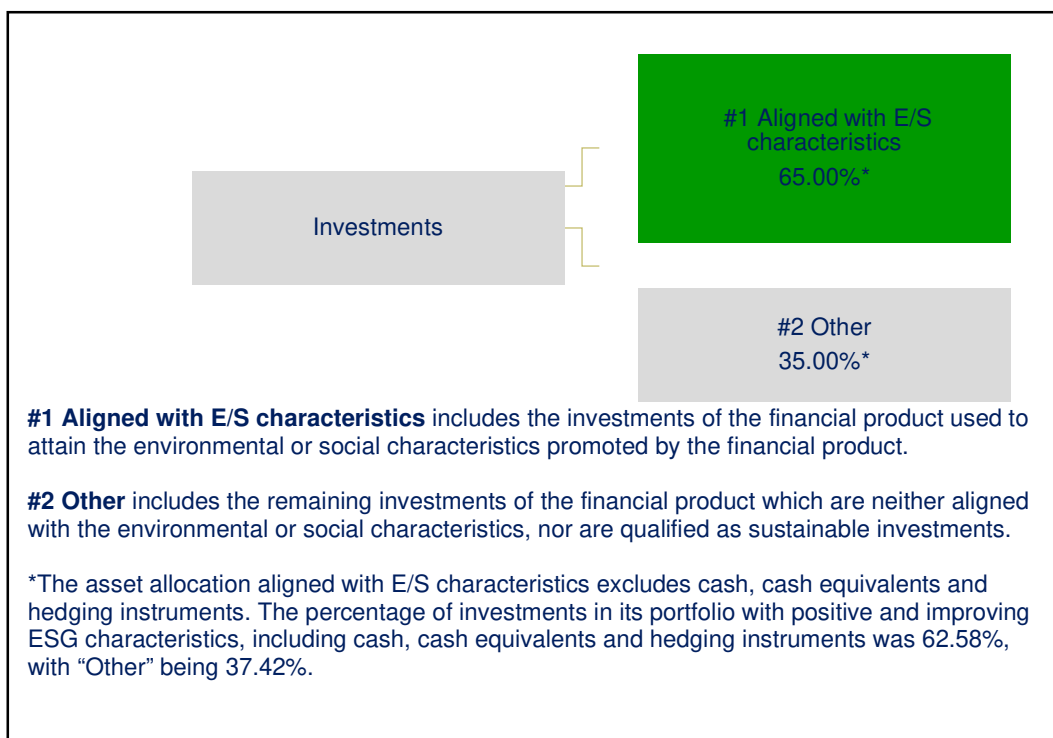 #1 Aligned with E/S
characteristics
65.00%*
Investments
#2 Other
35.00%*
#1 Aligned with E/S characteristics includes the investments of the financial product used to
attain the environmental or social characteristics promoted by the financial product.
#2 Other includes the remaining investments of the financial product which are neither aligned
with the environmental or social characteristics, nor are qualified as sustainable investments.
*The asset allocation aligned with E/S characteristics excludes cash, cash equivalents and
hedging instruments. The percentage of investments in its portfolio with positive and improving
ESG characteristics, including cash, cash equivalents and hedging instruments was 62.58%,
with “Other” being 37.42%.